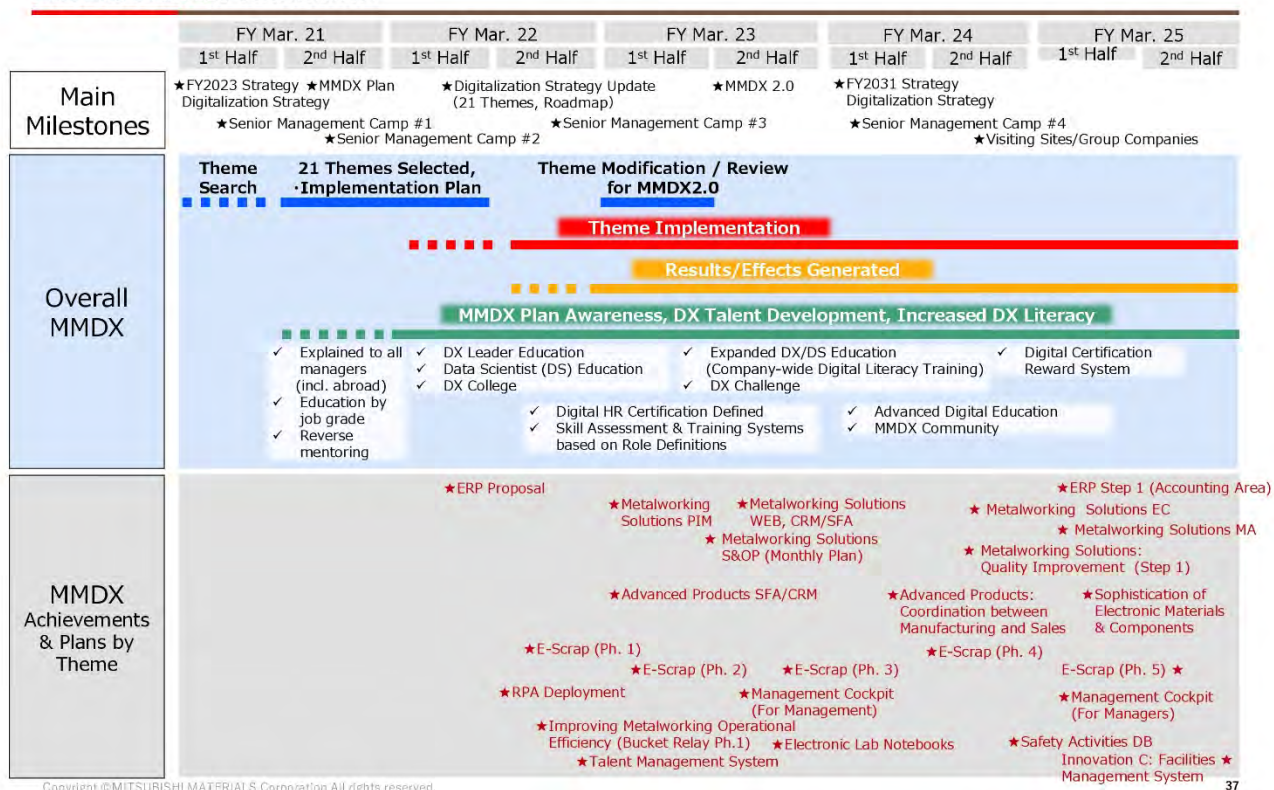 FY Mar. 21 FY Mar. 22 FY Mar. 23 FY Mar. 24 FY Mar. 25
1st Half 2nd Half 1st Half 2nd Half 1st Half 2nd Half 1st Half 2nd Half 1st Half 2nd Half
Main
Milestones
★FY2023 Strategy
Digitalization Strategy
★MMDX Plan
★Digitalization Strategy Update
(21 Themes, Roadmap)
★MMDX 2.0
★FY2031 Strategy
Digitalization Strategy
★Senior Management Camp #1
★Senior Management Camp #2
★Senior Management Camp #3
★Senior Management Camp #4
★Visiting Sites/Group Companies
Overall
MMDX
Theme
Search
21 Themes Selected,
・Implementation Plan
Theme Modification / Review
for MMDX2.0
Theme Implementation
Results/Effects Generated
MMDX Plan Awareness, DX Talent Development, Increased DX Literacy
✓ Explained to all
managers
(incl. abroad)
✓ Education by
job grade
✓ Reverse
mentoring
✓ DX Leader Education
✓ Data Scientist (DS) Education
✓ DX College
✓ Expanded DX/DS Education
(Company-wide Digital Literacy Training)
✓ DX Challenge
✓ Digital Certification
Reward System
✓ Digital HR Certification Defined
✓ Skill Assessment & Training Systems
based on Role Definitions
✓ Advanced Digital Education
✓ MMDX Community
MMDX
Achievements
& Plans by
Theme
★ERP Proposal
★ERP Step 1 (Accounting Area)
★Metalworking
Solutions PIM
★Metalworking Solutions
WEB, CRM/SFA
★ Metalworking Solutions EC
★ Metalworking Solutions MA
★ Metalworking Solutions
S&OP (Monthly Plan)
★ Metalworking Solutions:
Quality Improvement (Step 1)
★Advanced Products SFA/CRM
★Advanced Products:
Coordination between
Manufacturing and Sales
★Sophistication of
Electronic Materials
& Components
★E-Scrap (Ph. 1)
★E-Scrap (Ph. 2)
★E-Scrap (Ph. 3)
★E-Scrap (Ph. 4)
E-Scrap (Ph. 5) ★
★RPA Deployment
★Management Cockpit
(For Management)
★Management Cockpit
(For Managers)
★Improving Metalworking Operational
Efficiency (Bucket Relay Ph.1)
★Electronic Lab Notebooks
★Safety Activities DB
★Talent Management System
Innovation C: Facilities ★
Management System
Copyright ©MITSUBISHI MATERIALS Corporation All rights reserved
37